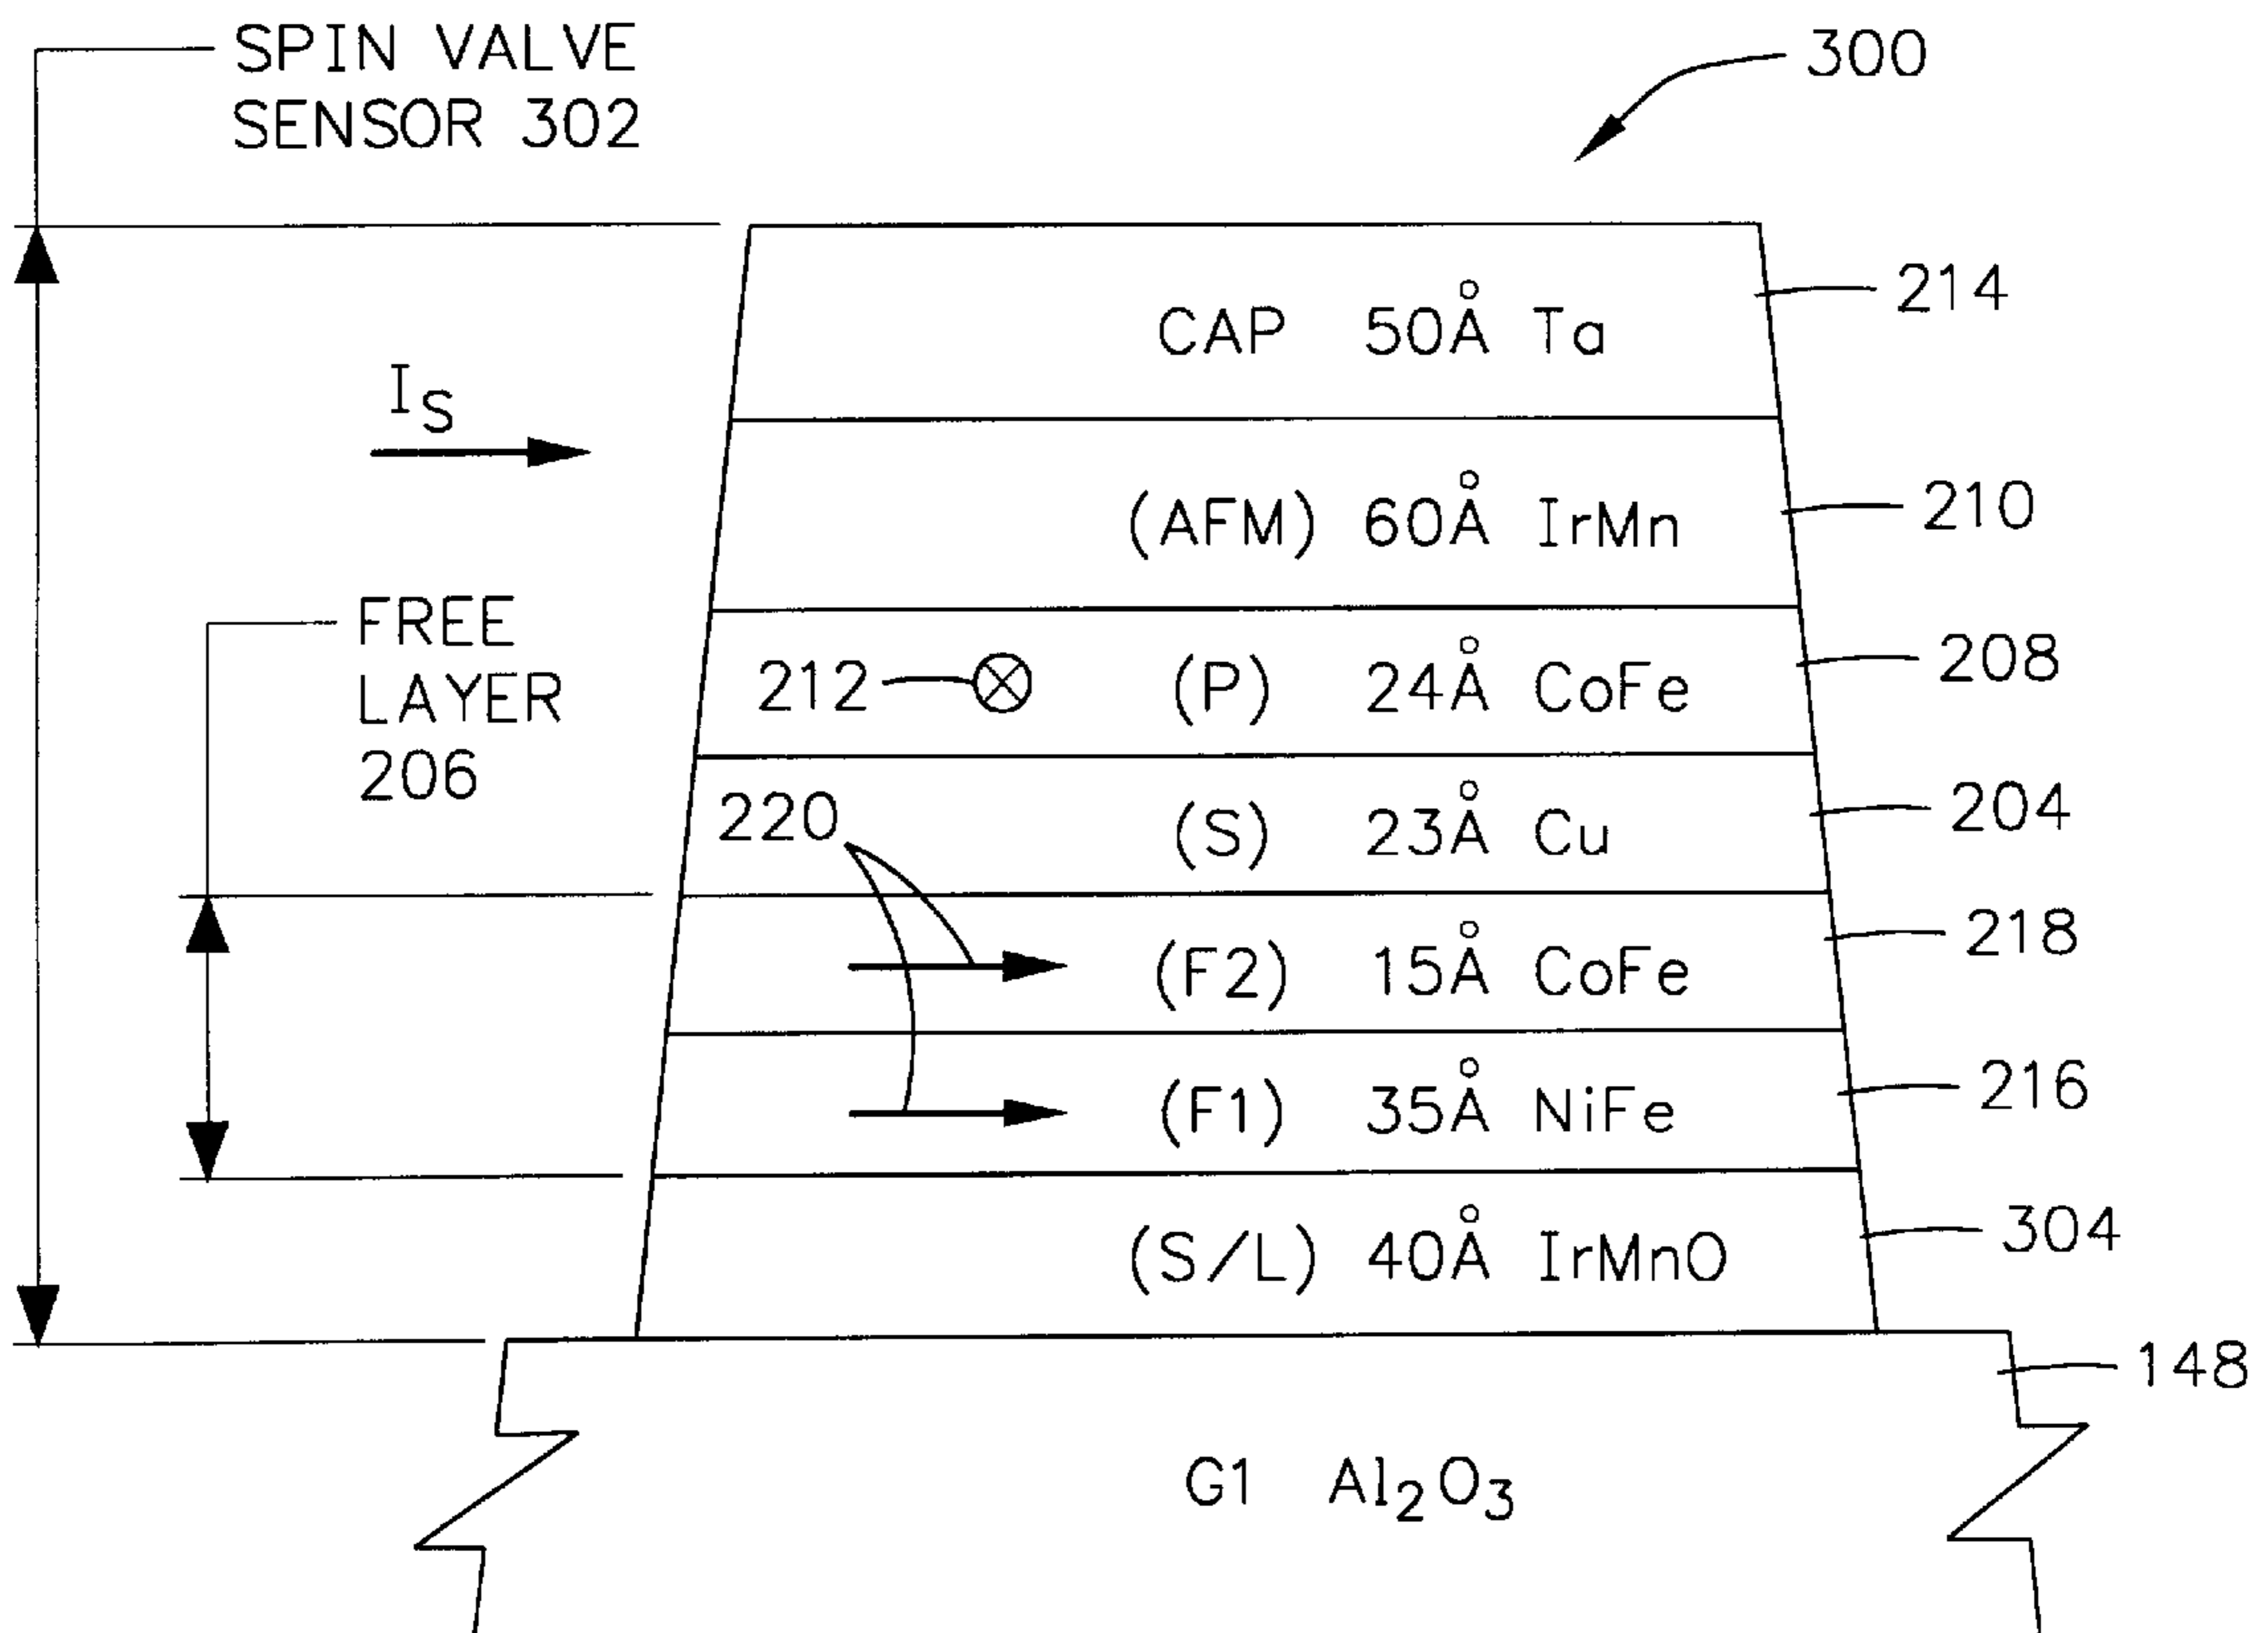 SPIN VALVE
SENSOR 302
300
CAP 50Å Ta
214
I_S
(AFM) 60Å IrMn
210
FREE
LAYER
206
212
(P) 24Å CoFe
208
220
(S) 23Å Cu
204
(F2) 15Å CoFe
218
(F1) 35Å NiFe
216
(S/L) 40Å IrMnO
304
148
G1 Al₂O₃